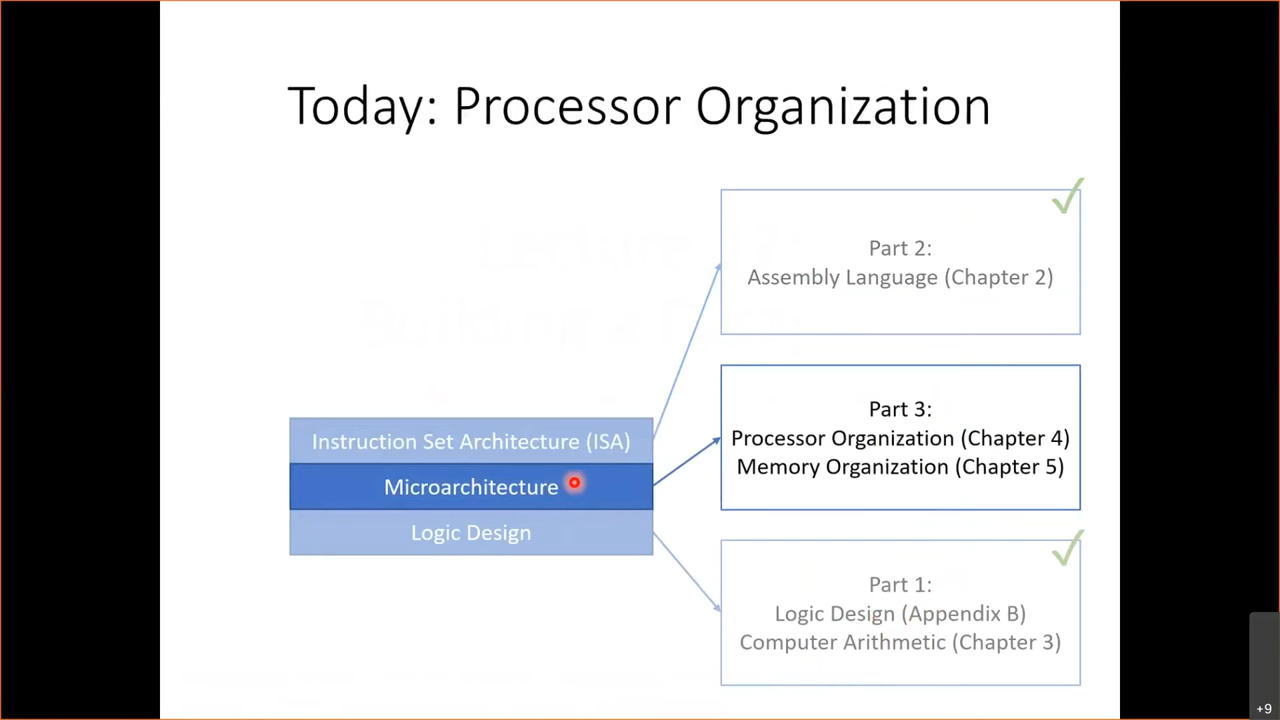 Today: Processor Organization
Part 2:
Assembly Language (Chapter 2)
Part 3:
Processor Organization (Chapter 4)
Memory Organization (Chapter 5)
Instruction Set Architecture (ISA)
Microarchitecture
Logic Design
Part 1:
Logic Design (Appendix B)
Computer Arithmetic (Chapter 3)
+9